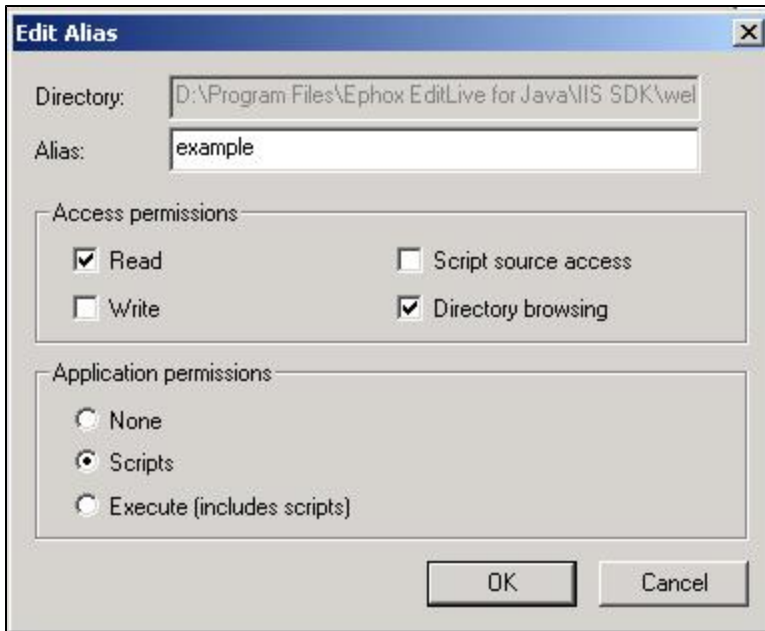 Edit Alias
Directory: D:\Program Files\Ephox EditLive for Java\IIS SDK\wel
Alias: example
Access permissions
Read Script source access
Write Directory browsing
Application permissions
None
Scripts
Execute (includes scripts)
OK Cancel